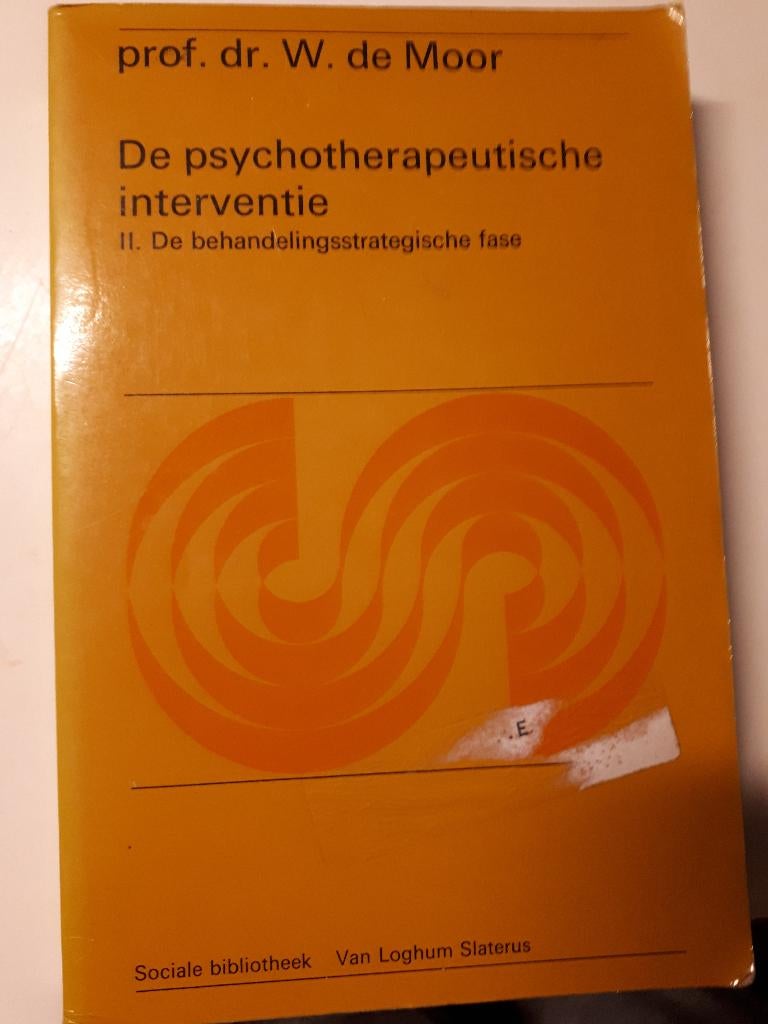 prof. dr. W. de Moor
De psychotherapeutische
interventie
II. De behandelingsstrategische fase
. E
Sociale bibliotheek Van Loghum Slaterus